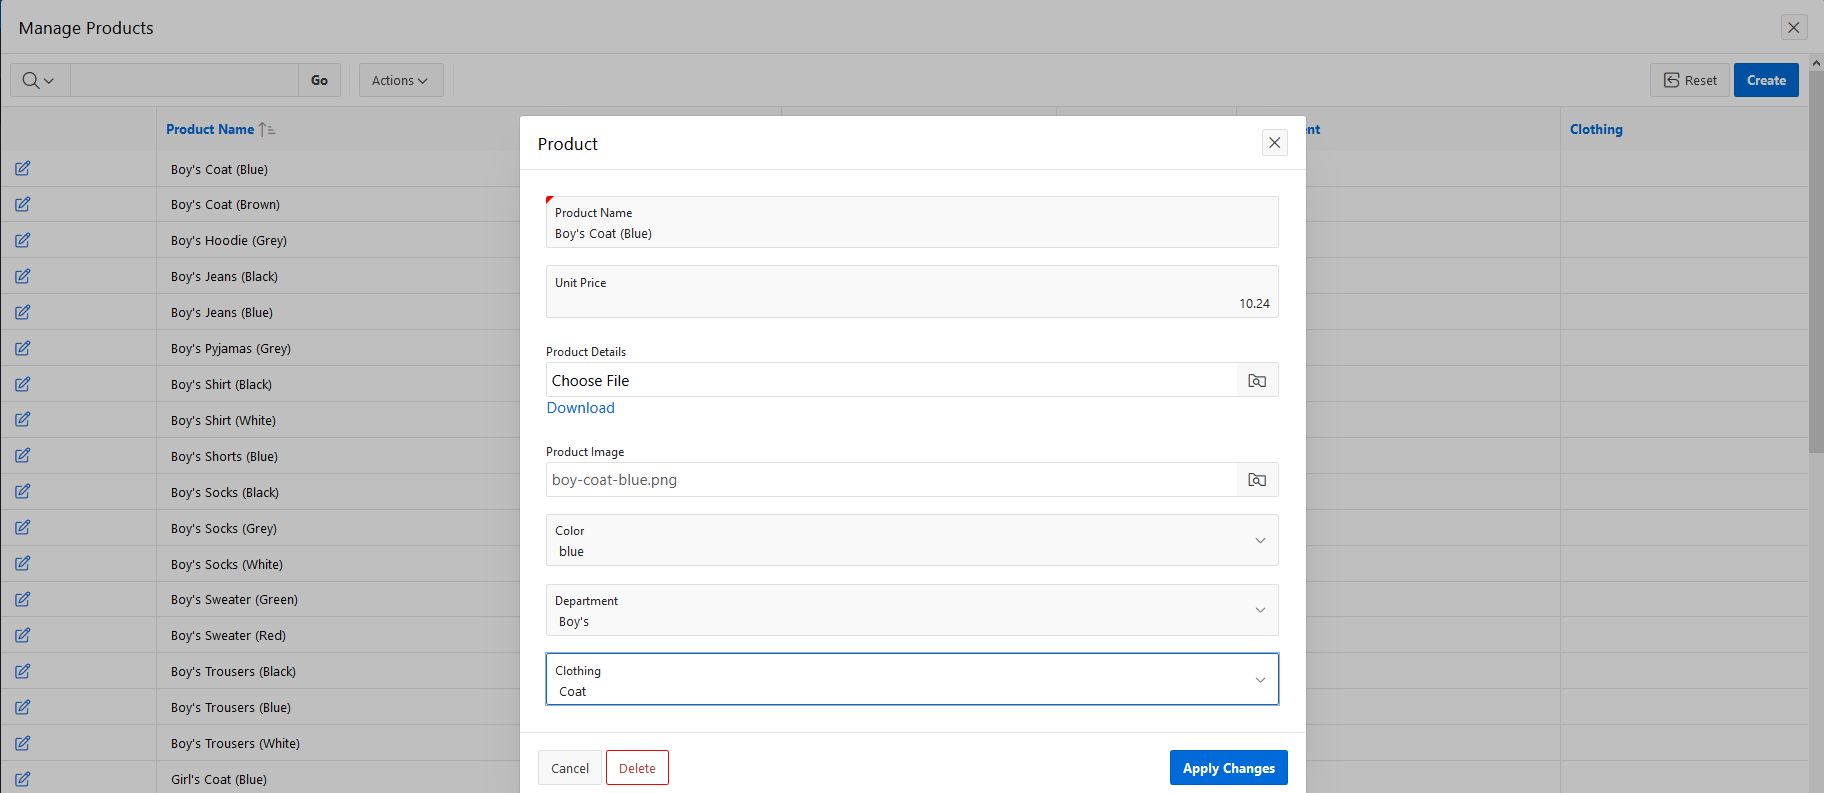 Manage Products
Go
Actions
Reset
Create
Product Name
nt
Clothing
Boy's Coat (Blue)
Boy's Coat (Brown)
Boy's Hoodie (Grey)
Boy's Jeans (Black)
Boy's Jeans (Blue)
Boy's Pyjamas (Grey)
Boy's Shirt (Black)
Boy's Shirt (White)
Boy's Shorts (Blue)
Boy's Socks (Black)
Boy's Socks (Grey)
Boy's Socks (White)
Boy's Sweater (Green)
Boy's Sweater (Red)
Boy's Trousers (Black)
Boy's Trousers (Blue)
Boy's Trousers (White)
Girl's Coat (Blue)
Product
Product Name
Boy's Coat (Blue)
Unit Price
10.24
Product Details
Choose File
Download
Product Image
boy-coat-blue.png
Color
blue
Department
Boy's
Clothing
Coat
Cancel
Delete
Apply Changes